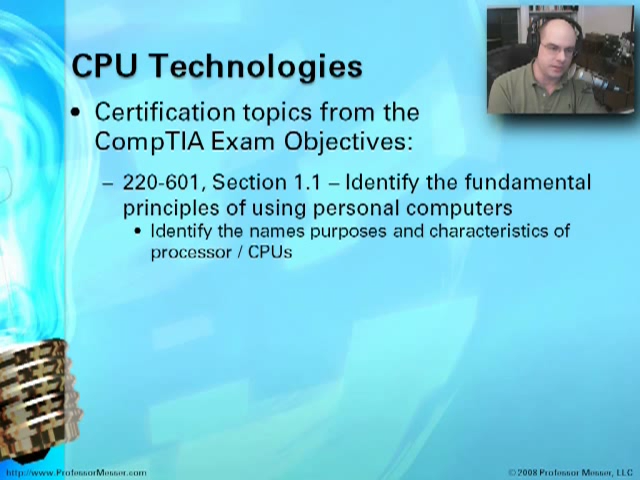 CPU Technologies
• Certification topics from the
CompTIA Exam Objectives:
– 220-601, Section 1.1 – Identify the fundamental
principles of using personal computers
• Identify the names purposes and characteristics of
processor / CPUs
http://www.ProfessorMesser.com
© 2008 Professor Messer, LLC